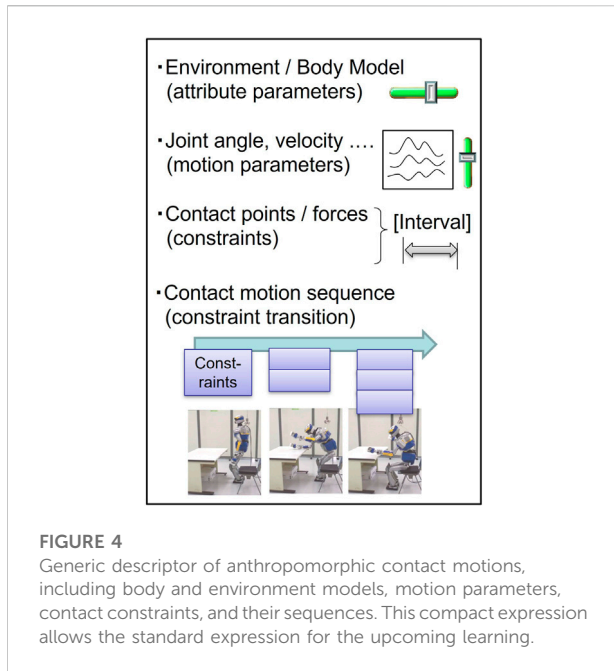 ・Environment / Body Model
(attribute parameters)
・Joint angle, velocity ....
(motion parameters)
・Contact points / forces
(constraints)
[Interval]
・Contact motion sequence
(constraint transition)
Const-
raints
FIGURE 4
Generic descriptor of anthropomorphic contact motions,
including body and environment models, motion parameters,
contact constraints, and their sequences. This compact expression
allows the standard expression for the upcoming learning.